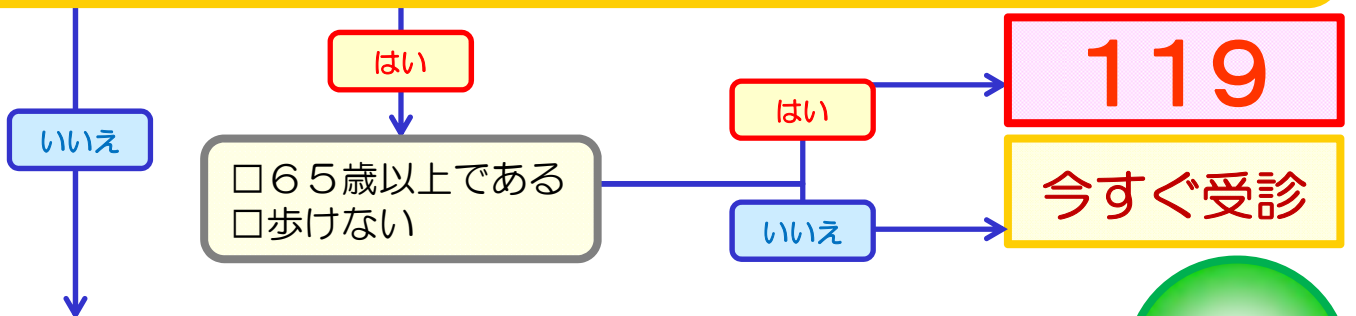 はい
１１９
はい
いいえ
□６５歳以上である
□歩けない
今すぐ受診
いいえ